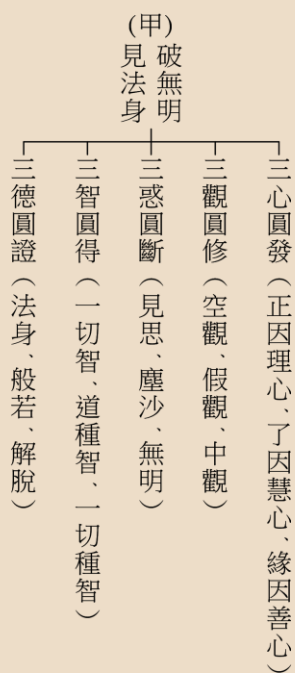 (甲)
破無明
見法身
三心圓發（正因理心、了因慧心、緣因善心）
三觀圓修（空觀、假觀、中觀）
三惑圓斷（見思、塵沙、無明）
三智圓得（一切智、道種智、一切種智）
三德圓證（法身、般若、解脫）